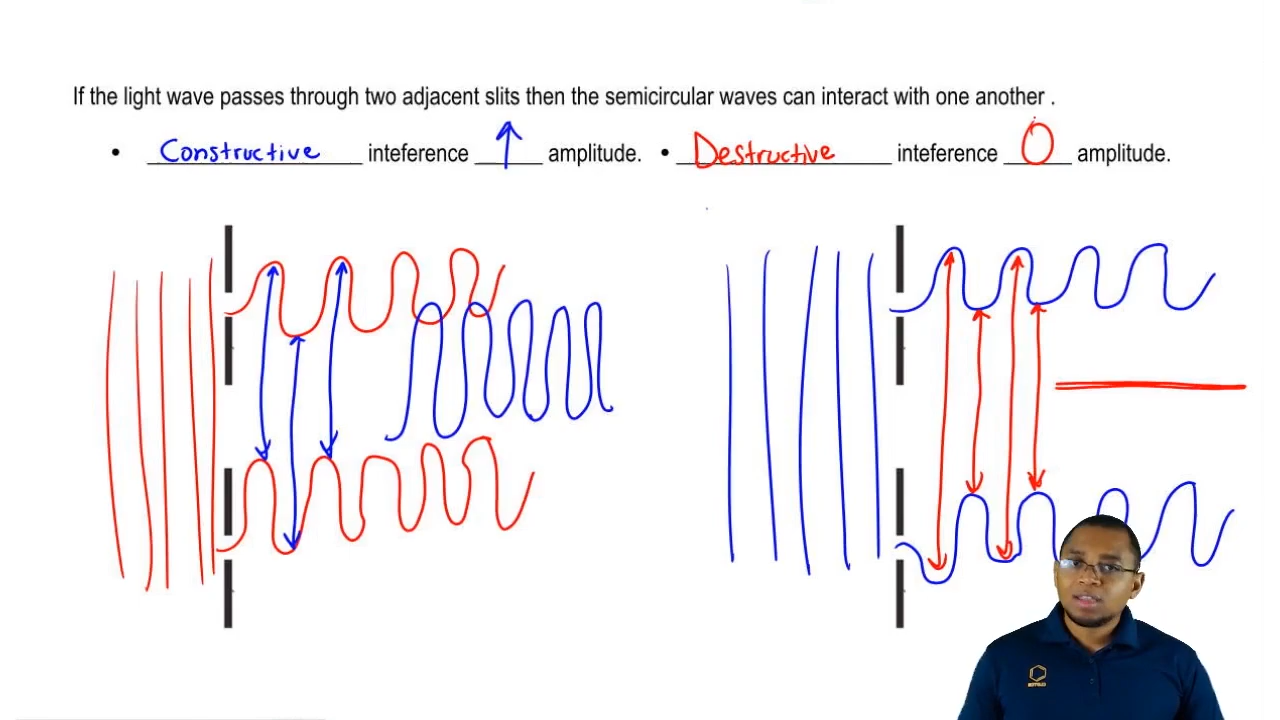 If the light wave passes through two adjacent slits then the semicircular waves can interact with one another .
• Constructive inteference ↑ amplitude. • Destructive inteference 0 amplitude.